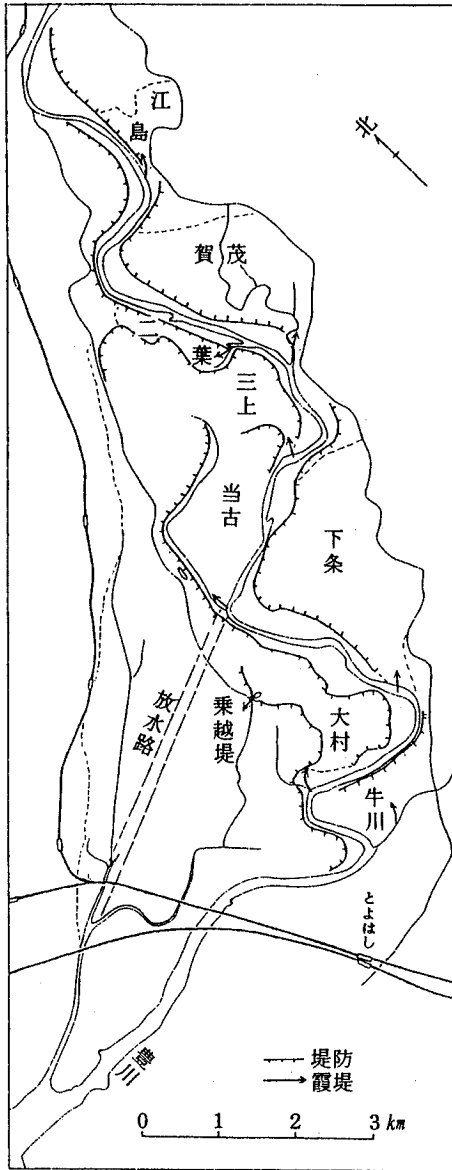 江島
北
賀茂
二葉
三上
当古
下条
放水路
乗越堤
大村
牛川
とよはし
豊川
堤防
霞堤
0 1 2 3 km